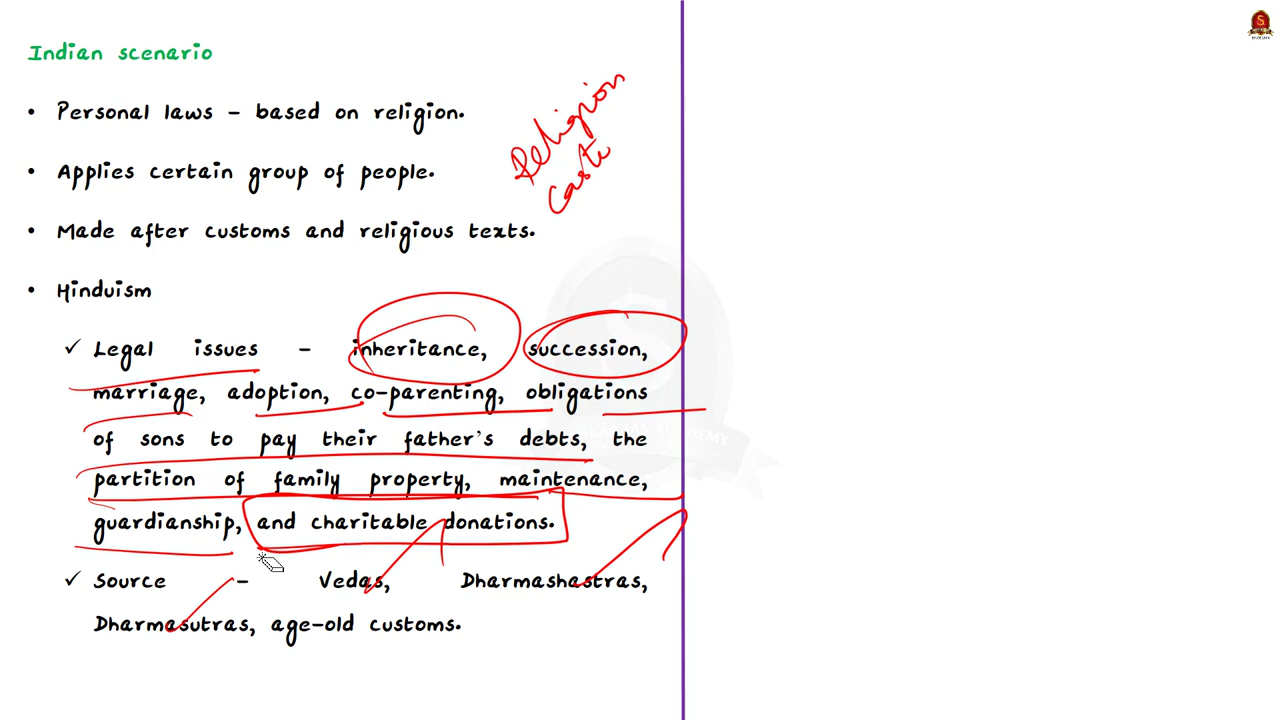 Indian scenario
• Personal laws – based on religion.
• Applies certain group of people.
• Made after customs and religious texts.
• Hinduism
✓ Legal issues – inheritance, succession,
marriage, adoption, co-parenting, obligations
of sons to pay their father's debts, the
partition of family property, maintenance,
guardianship, and charitable donations.
✓ Source – Vedas, Dharmashastras,
Dharmasutras, age-old customs.
Religion
Caste